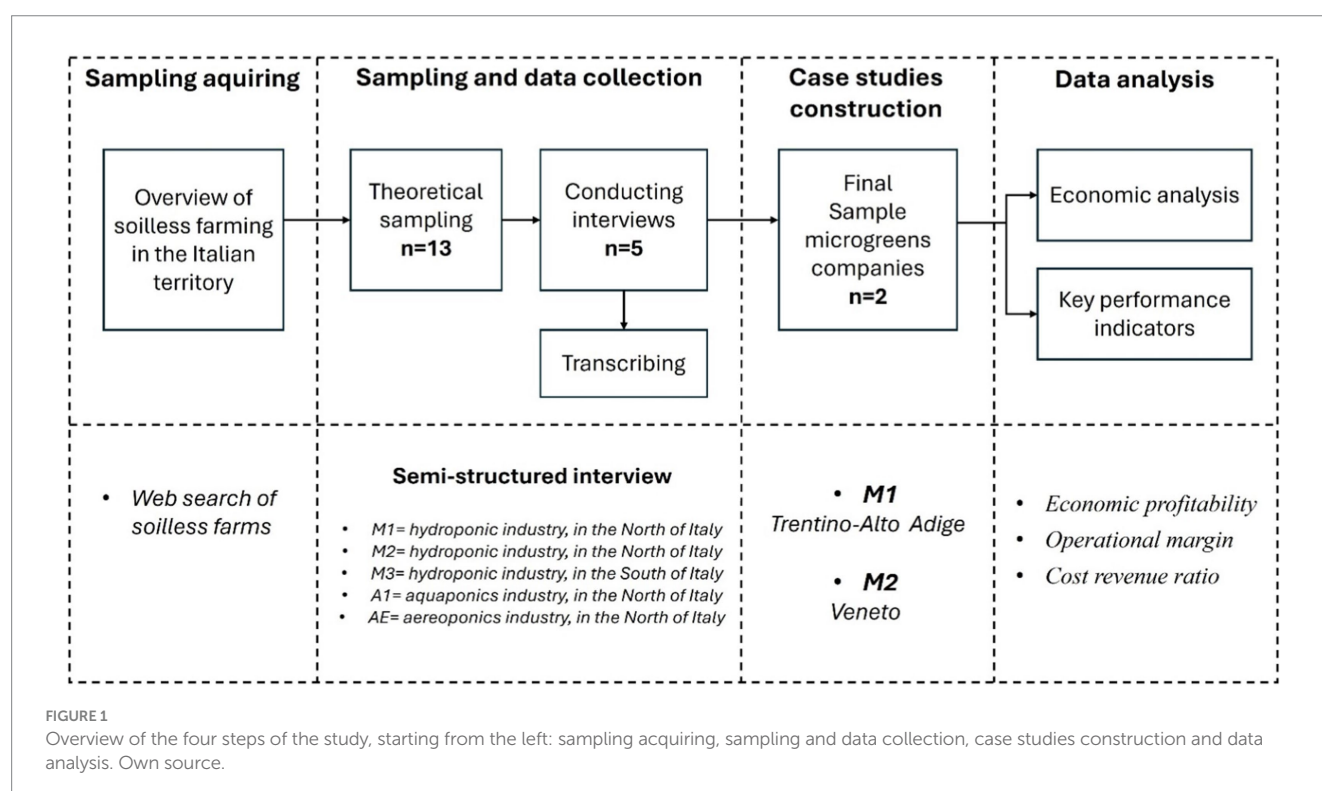 Sampling aquiring
Overview of
soilless farming
in the Italian
territory
Sampling and data collection
Theoretical
sampling
n=13
Conducting
interviews
n=5
Transcribing
Case studies
construction
Final
Sample
microgreens
companies
n=2
Data analysis
Economic analysis
Key performance
indicators
• Web search of
soilless farms
Semi-structured interview
• M1= hydroponic industry, in the North of Italy
• M2= hydroponic industry, in the North of Italy
• M3= hydroponic industry, in the South of Italy
• A1= aquaponics industry, in the North of Italy
• AE= aereoponics industry, in the North of Italy
• M1
Trentino-Alto Adige
• M2
Veneto
• Economic profitability
• Operational margin
• Cost revenue ratio
FIGURE 1
Overview of the four steps of the study, starting from the left: sampling acquiring, sampling and data collection, case studies construction and data
analysis. Own source.